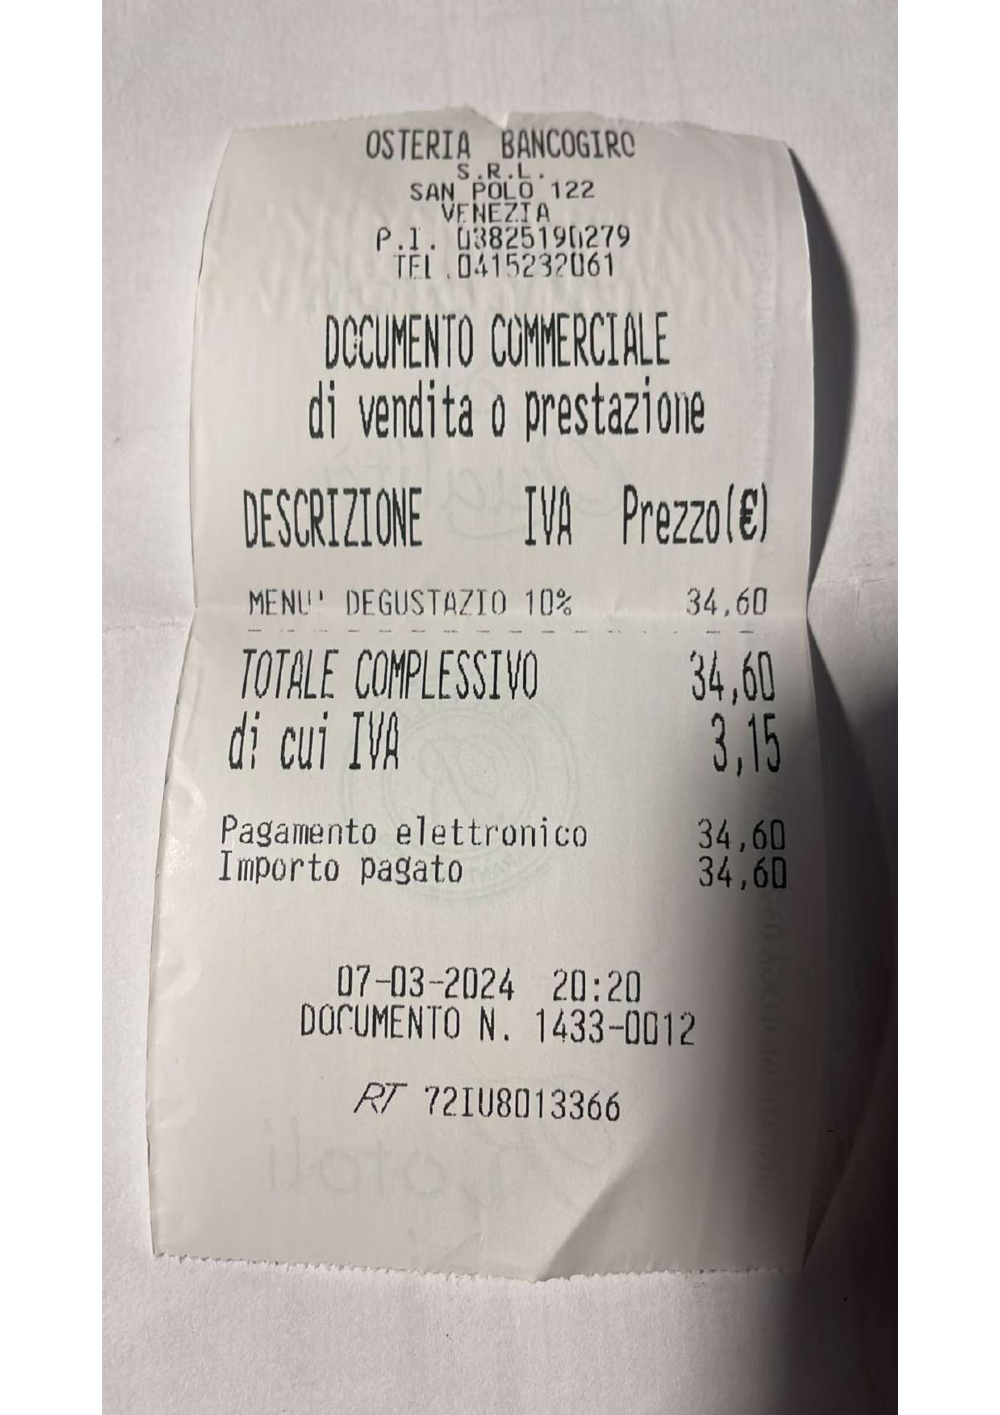 OSTERIA BANCOGIRO
S.R.L.
SAN POLO 122
VENEZIA
P.I. 03825190279
TEL.0415232061
DOCUMENTO COMMERCIALE
di vendita o prestazione
DESCRIZIONE IVA Prezzo(€)
MENU' DEGUSTAZIO 10% 34,60
TOTALE COMPLESSIVO 34,60
di cui IVA 3,15
Pagamento elettronico 34,60
Importo pagato 34,60
07-03-2024 20:20
DOCUMENTO N. 1433-0012
RT 72IU8013366